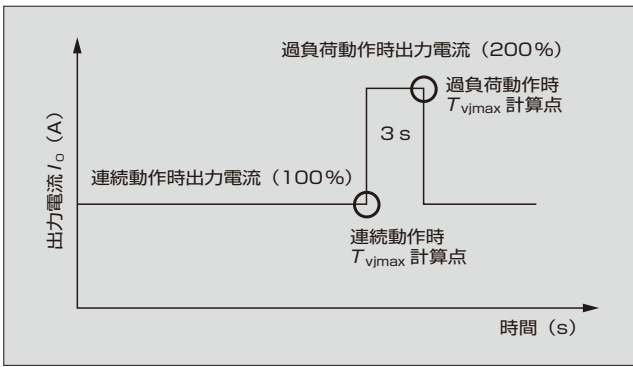 過負荷動作時出力電流（200％）
過負荷動作時
Tvjmax 計算点
3 s
連続動作時出力電流（100％）
連続動作時
Tvjmax 計算点
出力電流 Io（A）
時間（s）